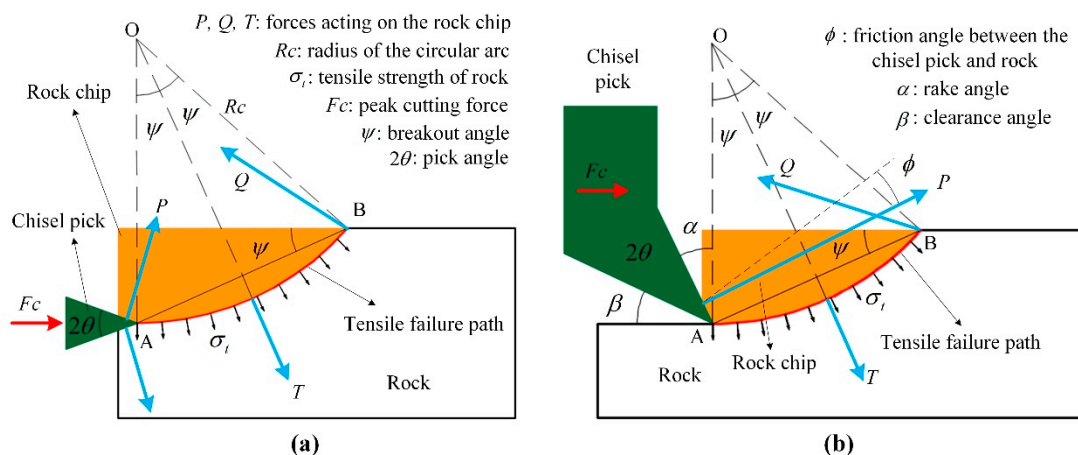 O
P, Q, T: forces acting on the rock chip
Rc: radius of the circular arc
σt: tensile strength of rock
Fc: peak cutting force
ψ: breakout angle
2θ: pick angle
Rock chip
ψ
ψ
Rc
Q
P
B
Chisel pick
ψ
Fc
2θ
A
σt
Tensile failure path
T
Rock
(a)
O
ϕ : friction angle between the
chisel pick and rock
α: rake angle
β: clearance angle
Chisel
pick
ψ
ψ
ϕ
Q
P
Fc
α
B
2θ
ψ
β
σt
A
Rock chip
Tensile failure path
Rock
T
(b)